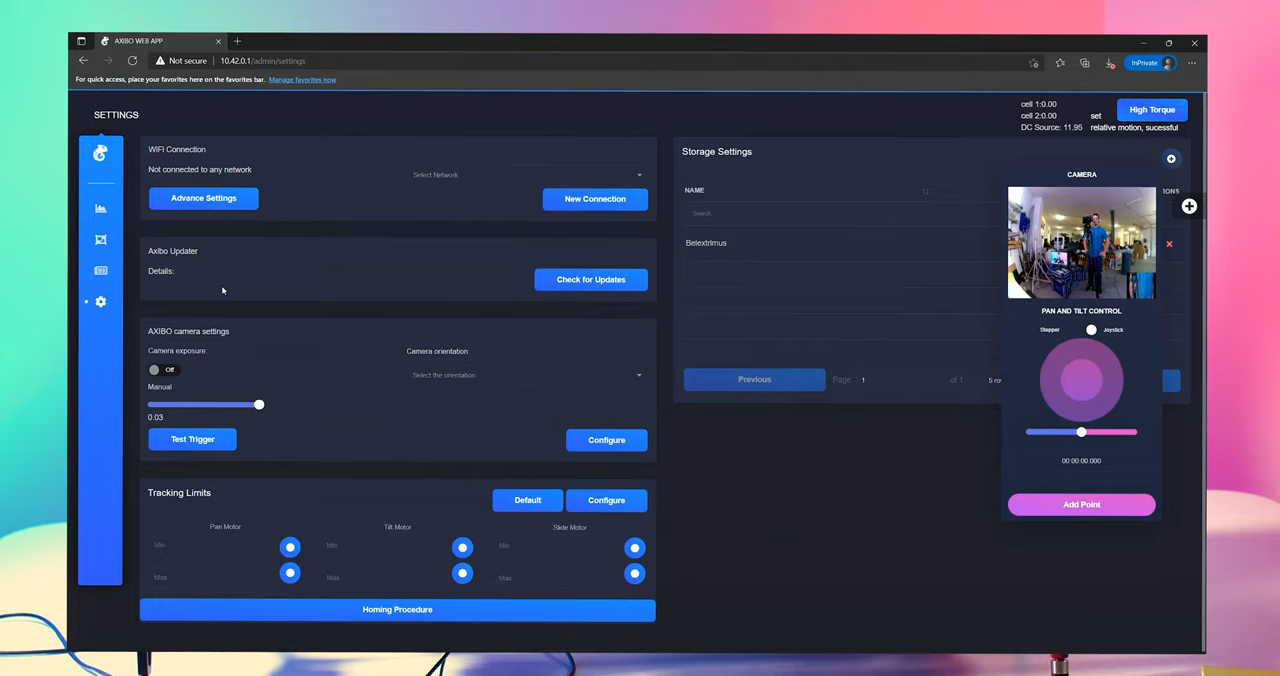 AXIBO WEB APP
Not secure
10.42.0.1/admin/settings
InPrivate
For quick access, place your favorites here on the favorites bar. Manage favorites now
SETTINGS
cell 1:0.00
cell 2:0.00
set
DC Source: 11.95
relative motion, sucessful
High Torque
WIFI Connection
Not connected to any network
Select Network
Advance Settings
New Connection
Axibo Updater
Details:
Check for Updates
AXIBO camera settings
Camera exposure:
Camera orientation:
Off
Select the orientation
Manual
0.03
Test Trigger
Configure
Tracking Limits
Default
Configure
Pan Motor
Tilt Motor
Slide Motor
Min
Min
Min
Max
Max
Max
Homing Procedure
Storage Settings
NAME
IONS
Search
Belextrimus
Previous
Page
1
of 1
5 ro
CAMERA
PAN AND TILT CONTROL
Stepper
Joystick
00:00:00.000
Add Point